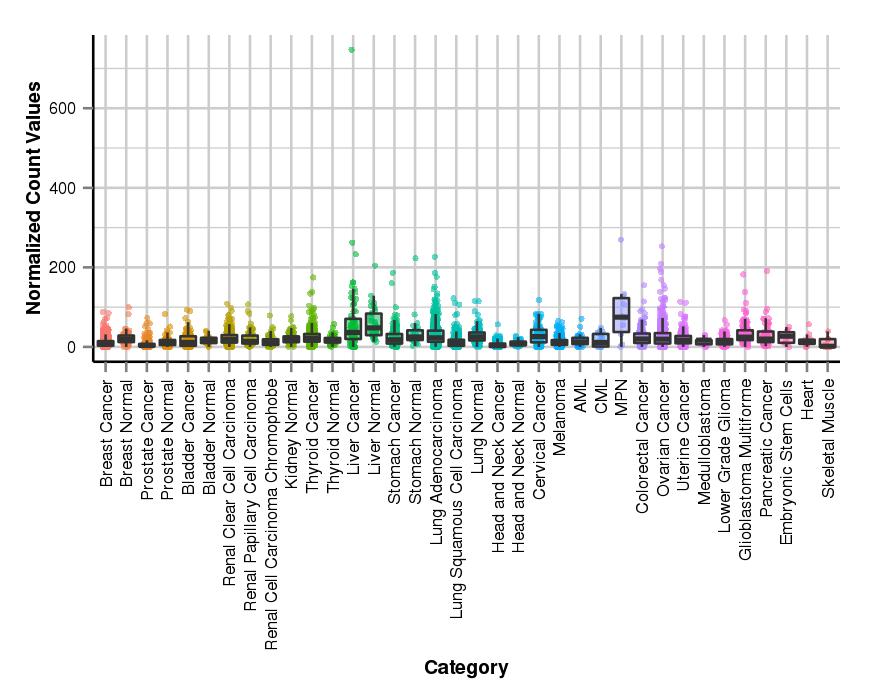 Normalized Count Values
600
400
200
0
Breast Cancer
Breast Normal
Prostate Cancer
Prostate Normal
Bladder Cancer
Bladder Normal
Renal Clear Cell Carcinoma
Renal Papillary Cell Carcinoma
Renal Cell Carcinoma Chromophobe
Kidney Normal
Thyroid Cancer
Thyroid Normal
Liver Cancer
Liver Normal
Stomach Cancer
Stomach Normal
Lung Adenocarcinoma
Lung Squamous Cell Carcinoma
Lung Normal
Head and Neck Cancer
Head and Neck Normal
Cervical Cancer
Melanoma
AML
CML
MPN
Colorectal Cancer
Ovarian Cancer
Uterine Cancer
Medulloblastoma
Lower Grade Glioma
Glioblastoma Multiforme
Pancreatic Cancer
Embryonic Stem Cells
Heart
Skeletal Muscle
Category